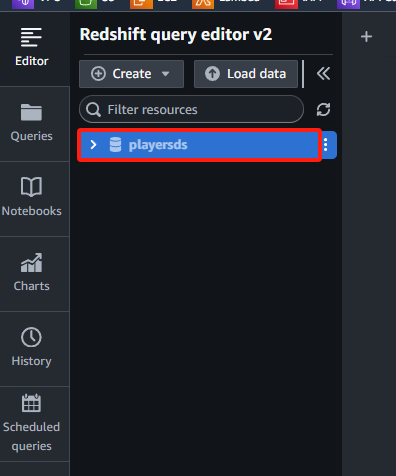 Redshift query editor v2
Editor
Create
Load data
Filter resources
playersds
Queries
Notebooks
Charts
History
Scheduled
queries